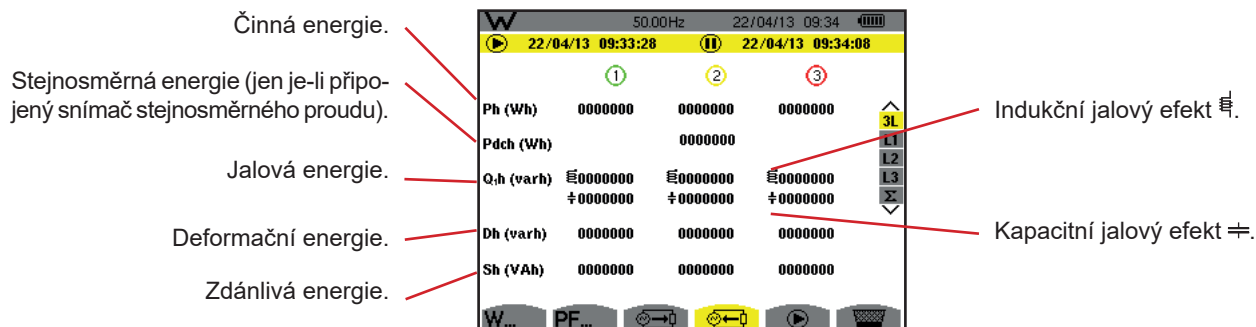 Činná energie.
Stejnosměrná energie (jen je-li připo-
jený snímač stejnosměrného proudu).
Jalová energie.
Deformační energie.
Zdánlivá energie.
W 50.00Hz 22/04/13 09:34
22/04/13 09:33:28 22/04/13 09:34:08
1 2 3
Ph (Wh) 0000000 0000000 0000000
Pdch (Wh) 0000000
Q₁h (varh) 0000000 0000000 0000000
0000000 0000000 0000000
Dh (varh) 0000000 0000000 0000000
Sh (VAh) 0000000 0000000 0000000
3L
L1
L2
L3
Σ
W... PF...
Indukční jalový efekt .
Kapacitní jalový efekt .